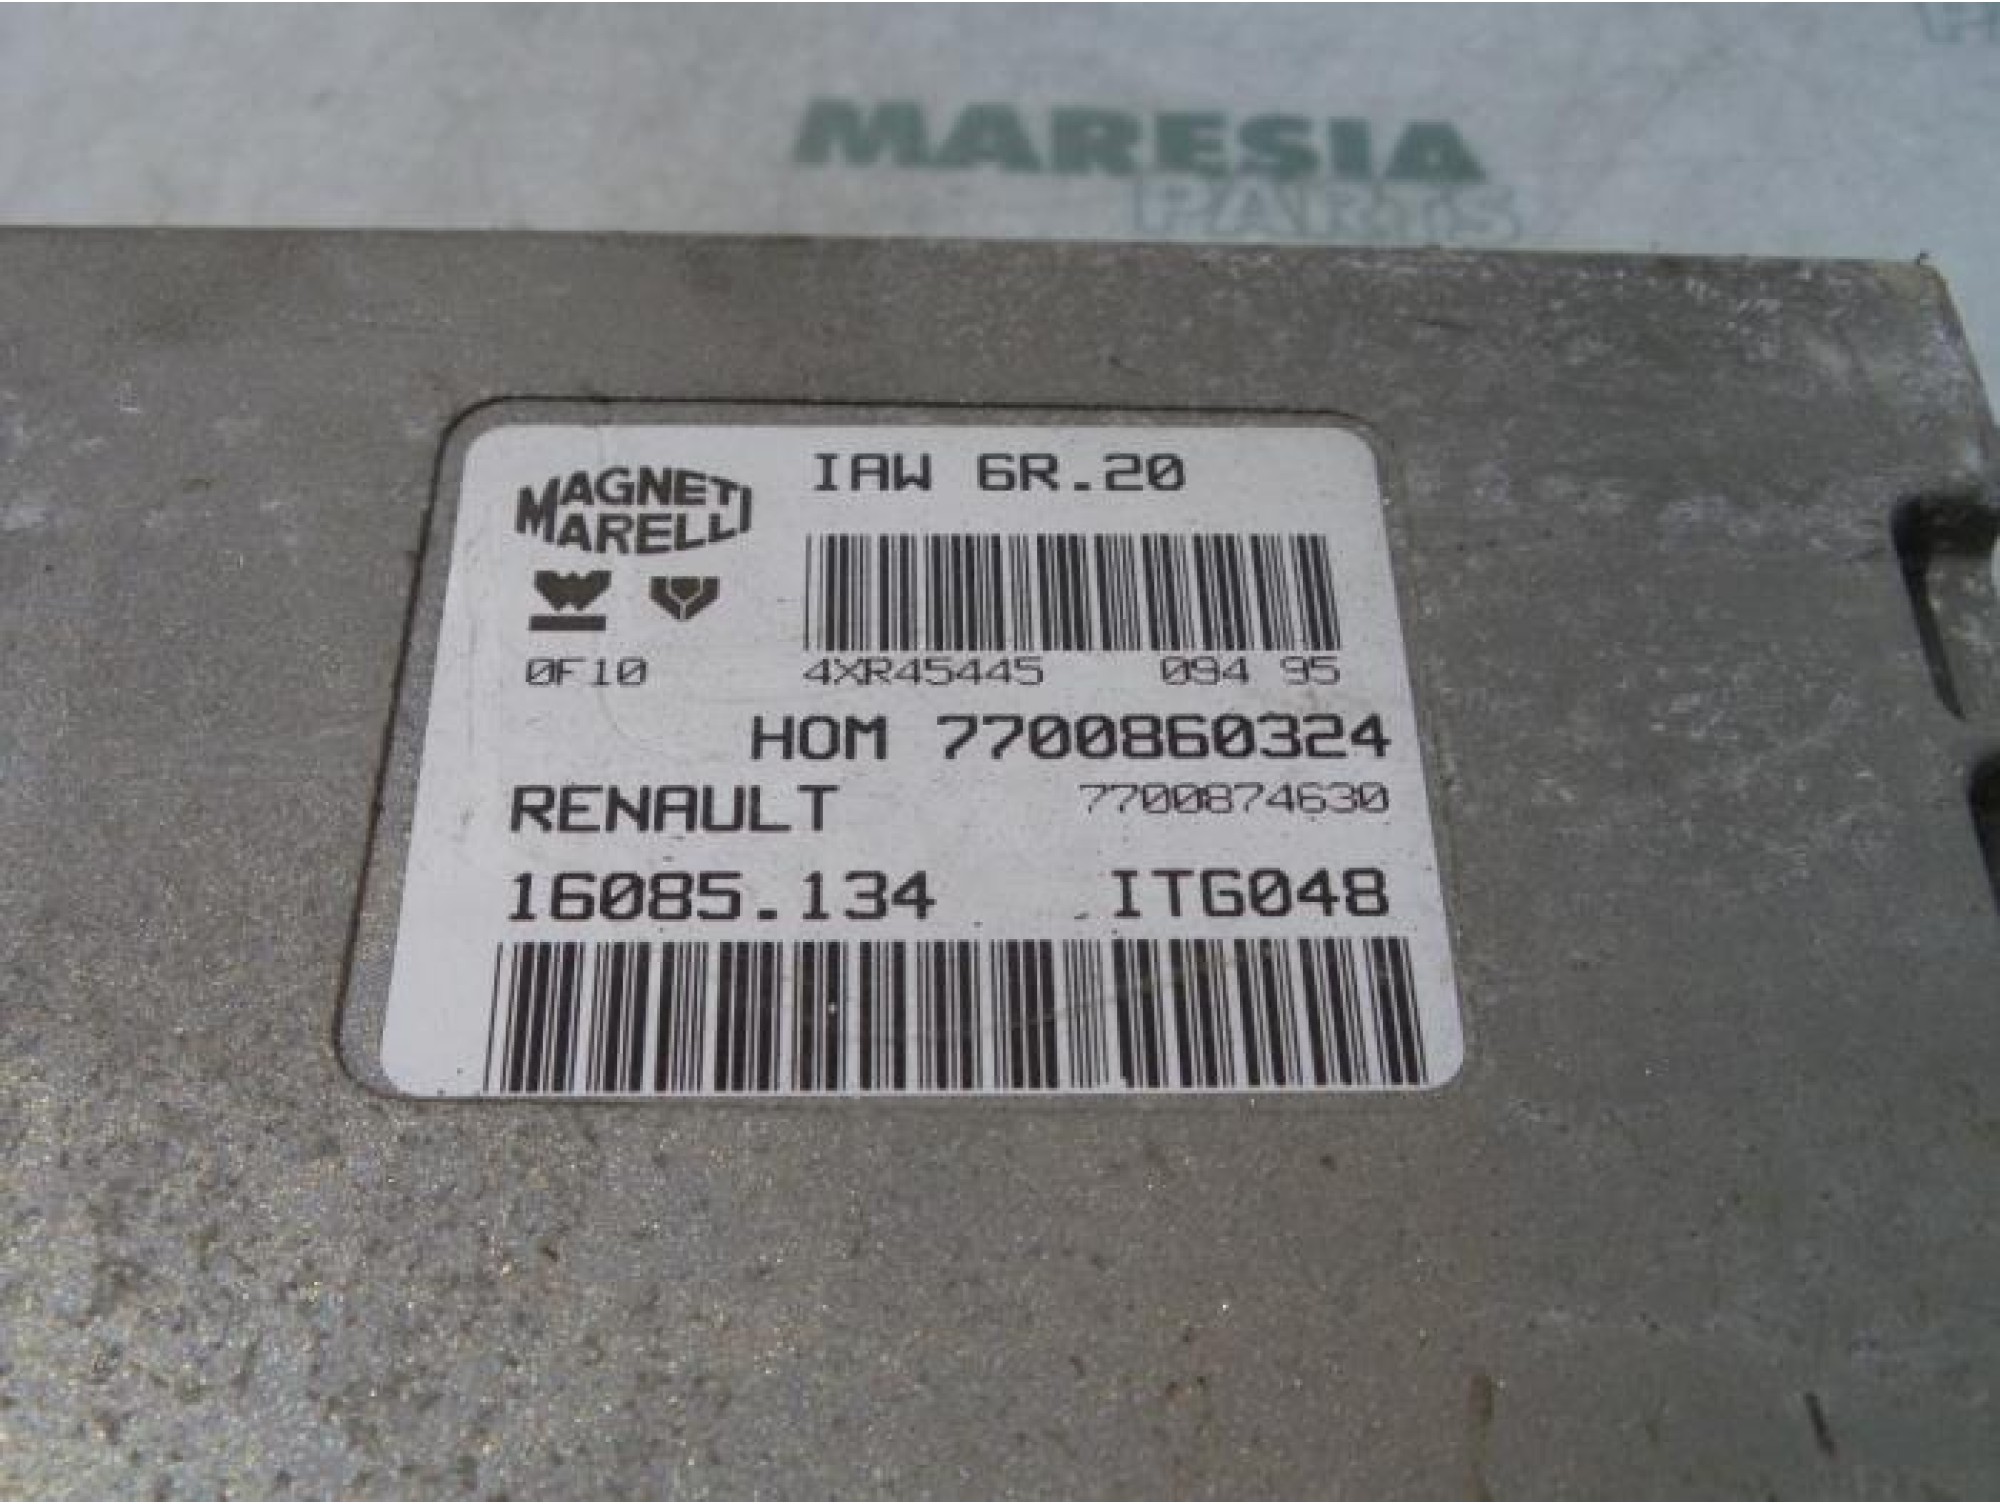 MARESIA
PARTS
MAGNETI
MARELLI
IAW 6R.20
0F10
4XR45445 094 95
HOM 7700860324
RENAULT 7700874630
16085.134 ITG048